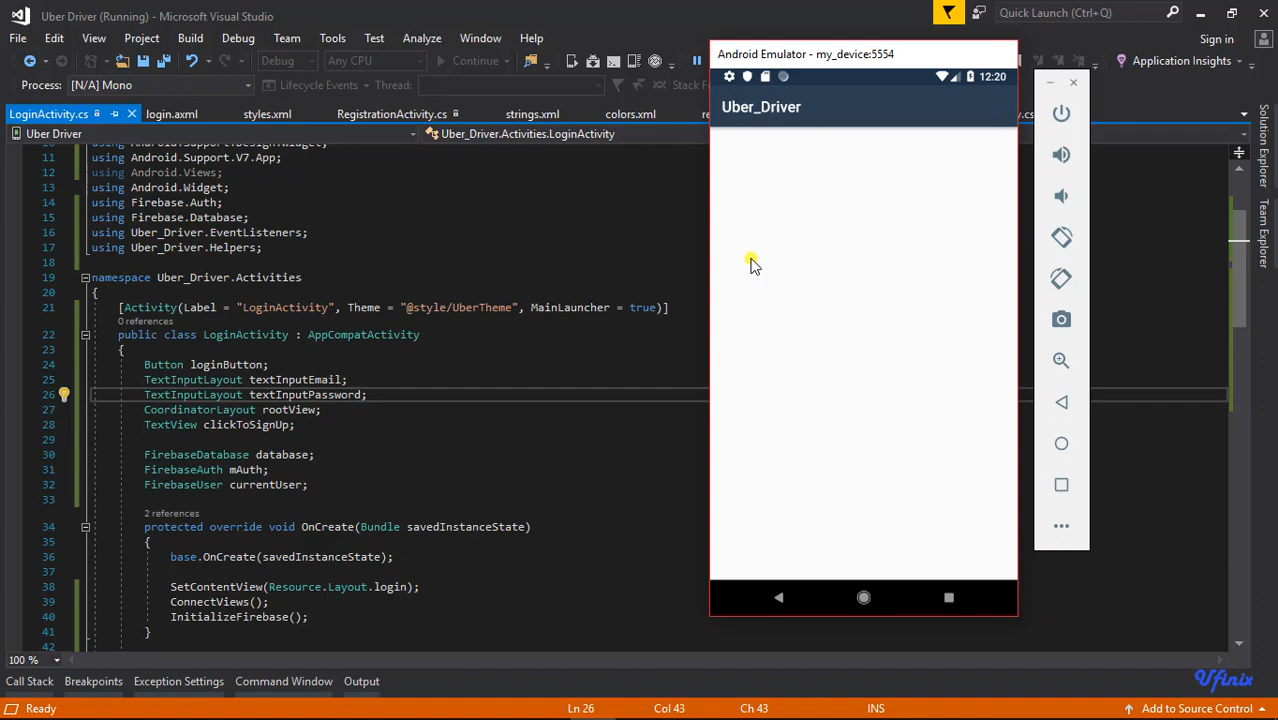 Uber Driver (Running) - Microsoft Visual Studio
Quick Launch (Ctrl+Q)
File Edit View Project Build Debug Team Tools Test Analyze Window Help
Sign in
Debug Any CPU Continue
Application Insights
Process: [N/A] Mono Lifecycle Events Thread: Stack F
LoginActivity.cs login.axml styles.xml RegistrationActivity.cs strings.xml colors.xml
Uber Driver Uber_Driver.Activities.LoginActivity
11 using Android.Support.V7.App;
12 using Android.Views;
13 using Android.Widget;
14 using Firebase.Auth;
15 using Firebase.Database;
16 using Uber_Driver.EventListeners;
17 using Uber_Driver.Helpers;
18
19 namespace Uber_Driver.Activities
20 {
21 [Activity(Label = "LoginActivity", Theme = "@style/UberTheme", MainLauncher = true)]
0 references
22 public class LoginActivity : AppCompatActivity
23 {
24 Button loginButton;
25 TextInputLayout textInputEmail;
26 TextInputLayout textInputPassword;
27 CoordinatorLayout rootView;
28 TextView clickToSignUp;
29
30 FirebaseDatabase database;
31 FirebaseAuth mAuth;
32 FirebaseUser currentUser;
33
2 references
34 protected override void OnCreate(Bundle savedInstanceState)
35 {
36 base.OnCreate(savedInstanceState);
37
38 SetContentView(Resource.Layout.login);
39 ConnectViews();
40 InitializeFirebase();
41 }
42
100 %
Call Stack Breakpoints Exception Settings Command Window Output
Ready Ln 26 Col 43 Ch 43 INS Add to Source Control
Android Emulator - my_device:5554
12:20
Uber_Driver
Solution Explorer
Team Explorer
Ufinix